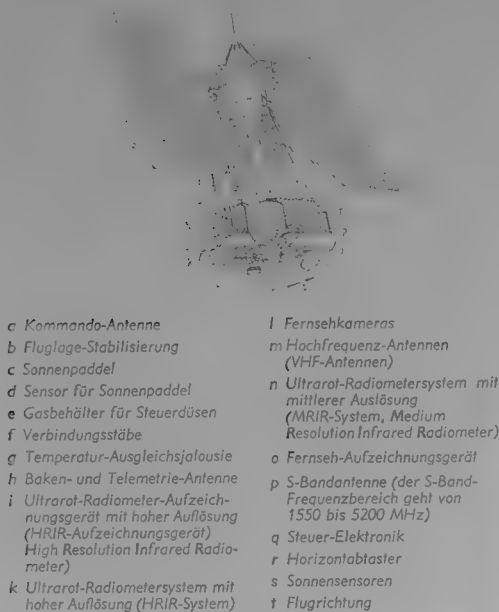 a Kommando-Antenne
b Fluglage-Stabilisierung
c Sonnenpaddel
d Sensor für Sonnenpaddel
e Gasbehälter für Steuerdüsen
f Verbindungsstäbe
g Temperatur-Ausgleichsjalousie
h Baken- und Telemetrie-Antenne
i Ultrarot-Radiometer-Aufzeich-
nungsgerät mit hoher Auflösung
(HRIR-Aufzeichnungsgerät)
High Resolution Infrared Radio-
meter)
k Ultrarot-Radiometersystem mit
hoher Auflösung (HRIR-System)
l Fernsehkameras
m Hochfrequenz-Antennen
(VHF-Antennen)
n Ultrarot-Radiometersystem mit
mittlerer Auslösung
(MRIR-System, Medium
Resolution Infrared Radiometer)
o Fernseh-Aufzeichnungsgerät
p S-Bandantenne (der S-Band-
Frequenzbereich geht von
1550 bis 5200 MHz)
q Steuer-Elektronik
r Horizontabtaster
s Sonnensensoren
t Flugrichtung